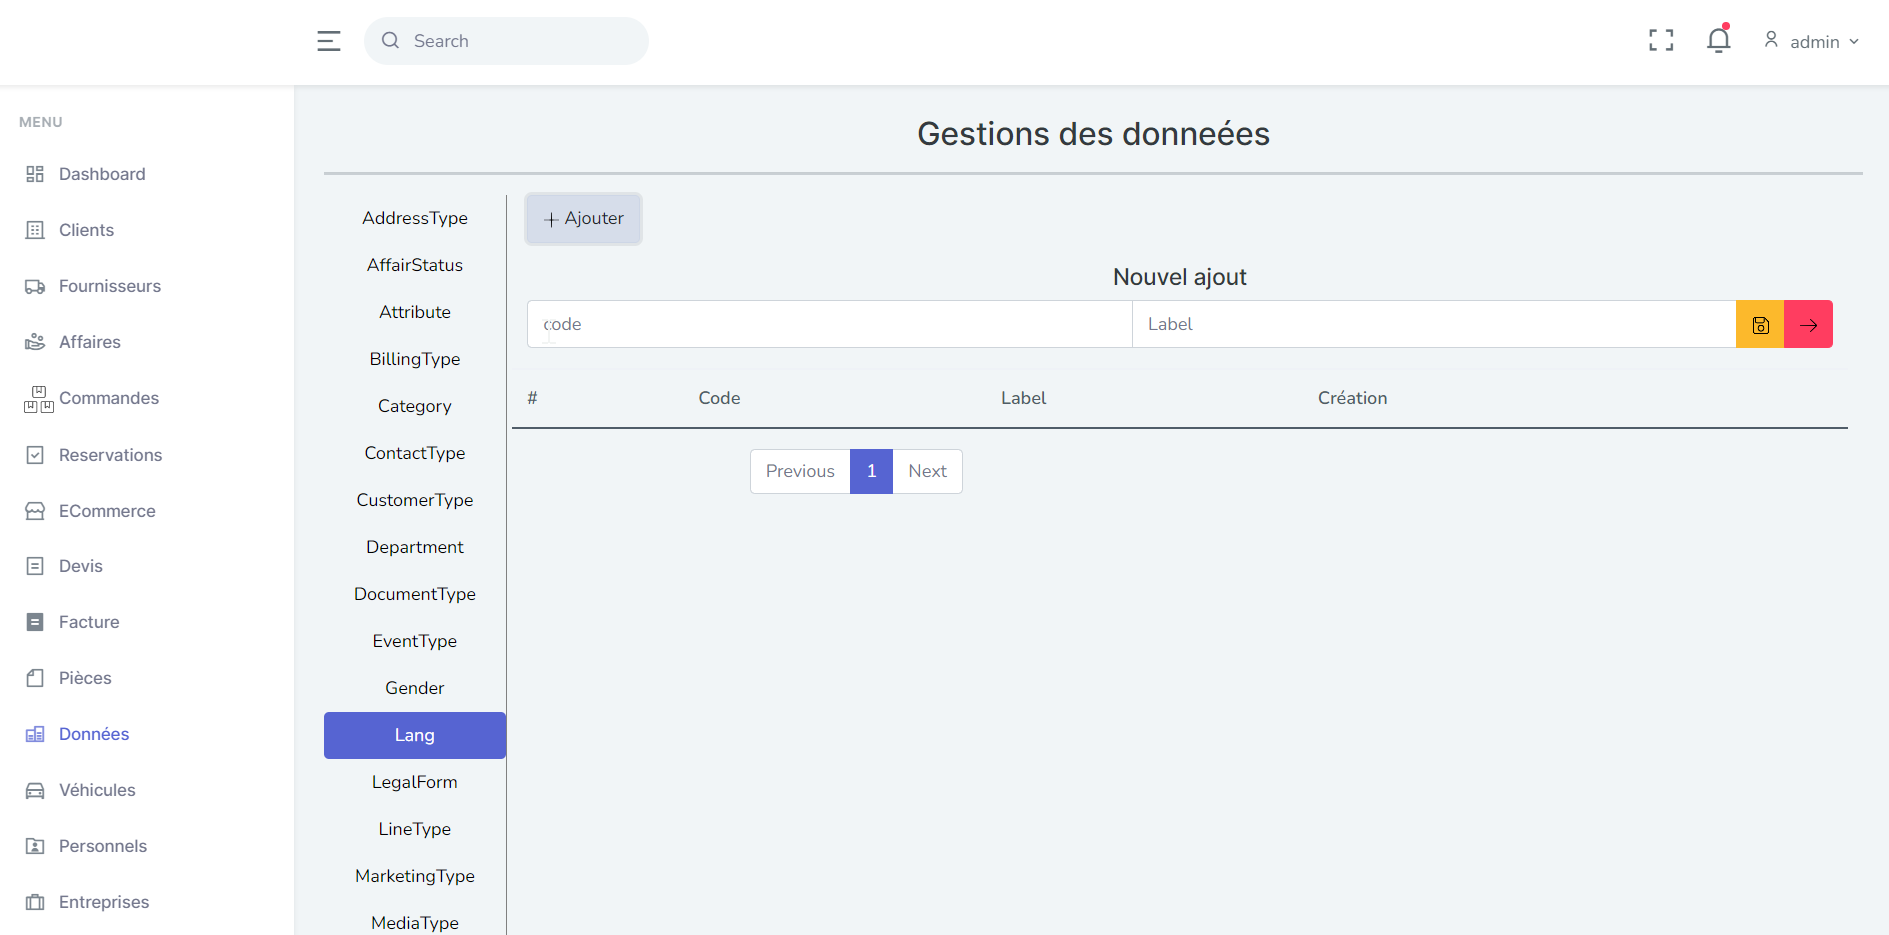 Search
admin
MENU
Dashboard
Clients
Fournisseurs
Affaires
Commandes
Reservations
ECommerce
Devis
Facture
Pièces
Données
Véhicules
Personnels
Entreprises
Gestions des donneées
AddressType
AffairStatus
Attribute
BillingType
Category
ContactType
CustomerType
Department
DocumentType
EventType
Gender
Lang
LegalForm
LineType
MarketingType
MediaType
+ Ajouter
Nouvel ajout
code Label
# Code Label Création
Previous 1 Next